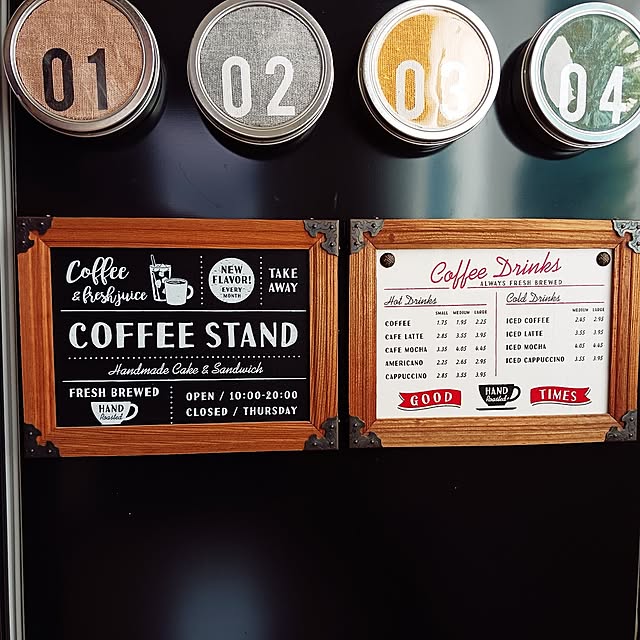 01
02
03
04
Coffee
& fresh juice
NEW
FLAVOR!
EVERY
MONTH
TAKE
AWAY
COFFEE STAND
Handmade Cake & Sandwich
FRESH BREWED
HAND
Roasted
OPEN / 10:00-20:00
CLOSED / THURSDAY
Coffee Drinks
ALWAYS FRESH BREWED
Hot Drinks
SMALL MEDIUM LARGE
COFFEE 1.75 1.95 2.25
CAFE LATTE 2.85 3.55 3.95
CAFE MOCHA 3.35 4.05 4.45
AMERICANO 2.25 2.65 2.95
CAPPUCCINO 2.85 3.55 3.95
Cold Drinks
MEDIUM LARGE
ICED COFFEE 2.45 2.95
ICED LATTE 3.55 3.95
ICED MOCHA 4.05 4.45
ICED CAPPUCCINO 3.55 3.95
GOOD
HAND
Roasted
TIMES